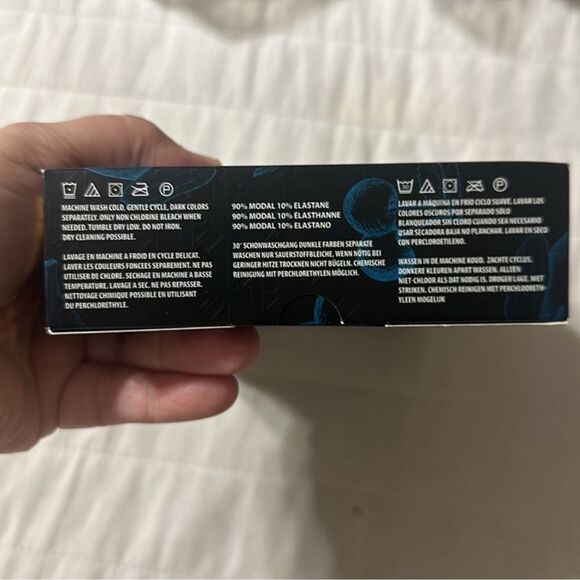 MACHINE WASH COLD, GENTLE CYCLE, DARK COLORS
SEPARATELY. ONLY NON CHLORINE BLEACH WHEN
NEEDED. TUMBLE DRY LOW. DO NOT IRON.
DRY CLEANING POSSIBLE.
LAVAGE EN MACHINE A FROID EN CYCLE DELICAT.
LAVER LES COULEURS FONCEES SEPAREMENT. NE PAS
UTILISER DE CHLORE. SECHAGE EN MACHINE A BASSE
TEMPERATURE. LAVAGE A SEC. NE PAS REPASSER.
NETTOYAGE CHIMIQUE POSSIBLE EN UTILISANT
DU PERCHLORETHYLE.
90% MODAL 10% ELASTANE
90% MODAL 10% ÉLASTHANNE
90% MODAL 10% ELASTANO
30° SCHONWASCHGANG DUNKLE FARBEN SEPARATE
WASCHEN NUR SAUERSTOFFBLEICHE, WENN NÖTIG BEI
GERINGER HITZE TROCKNEN NICHT BÜGELN. CHEMISCHE
REINIGUNG MIT PERCHLORETHYLEN MÖGLICH.
LAVAR A MÁQUINA EN FRÍO CICLO SUAVE. LAVAR LOS
COLORES OSCUROS POR SEPARADO SÓLO
BLANQUEADOR SIN CLORO CUANDO SEA NECESARIO
USAR SECADORA BAJA NO PLANCHAR. LAVAR EN SECO
CON PERCLOROETILENO.
WASSEN IN DE MACHINE KOUD. ZACHTE CYCLUS.
DONKERE KLEUREN APART WASSEN. ALLEEN
NIET-CHLOOR ALS DAT NODIG IS. DROGER LAGE, NIET
STRIJKEN. CHEMISCH REINIGEN MET PERCHLOORETH-
YLEEN MOGELIJK